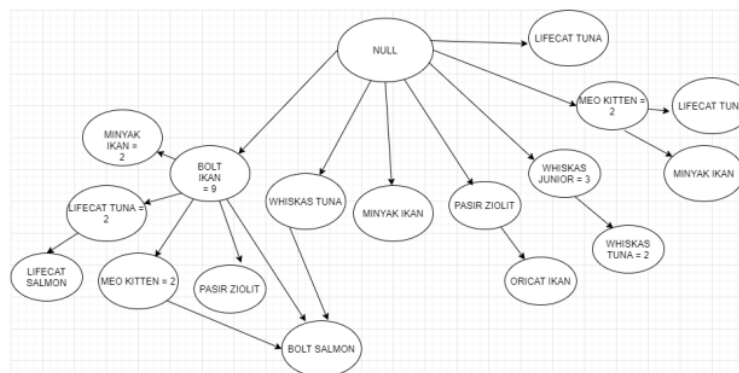 LIFECAT TUNA
NULL
MEO KITTEN =
2
LIFECAT TUNA
MINYAK
IKAN =
2
BOLT
IKAN
= 9
WHISKAS
JUNIOR = 3
MINYAK IKAN
LIFECAT TUNA =
2
WHISKAS TUNA
MINYAK IKAN
PASIR ZIOLIT
WHISKAS
TUNA = 2
LIFECAT
SALMON
MEO KITTEN = 2
PASIR ZIOLIT
ORICAT IKAN
BOLT SALMON